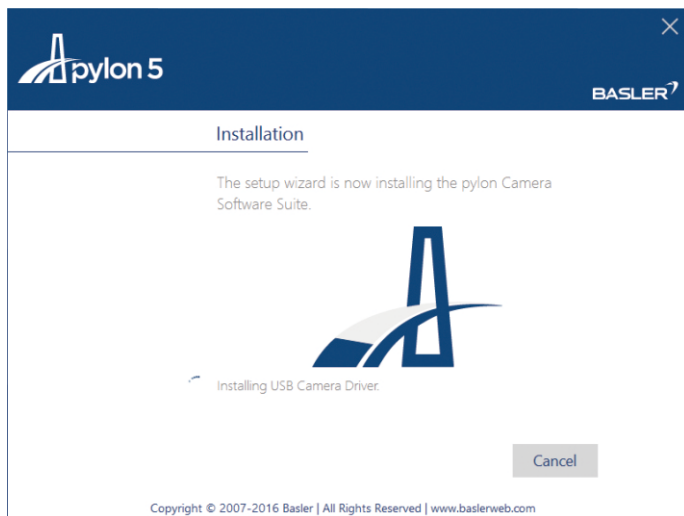 pylon 5
BASLER
Installation
The setup wizard is now installing the pylon Camera
Software Suite.
Installing USB Camera Driver.
Cancel
Copyright © 2007-2016 Basler | All Rights Reserved | www.baslerweb.com